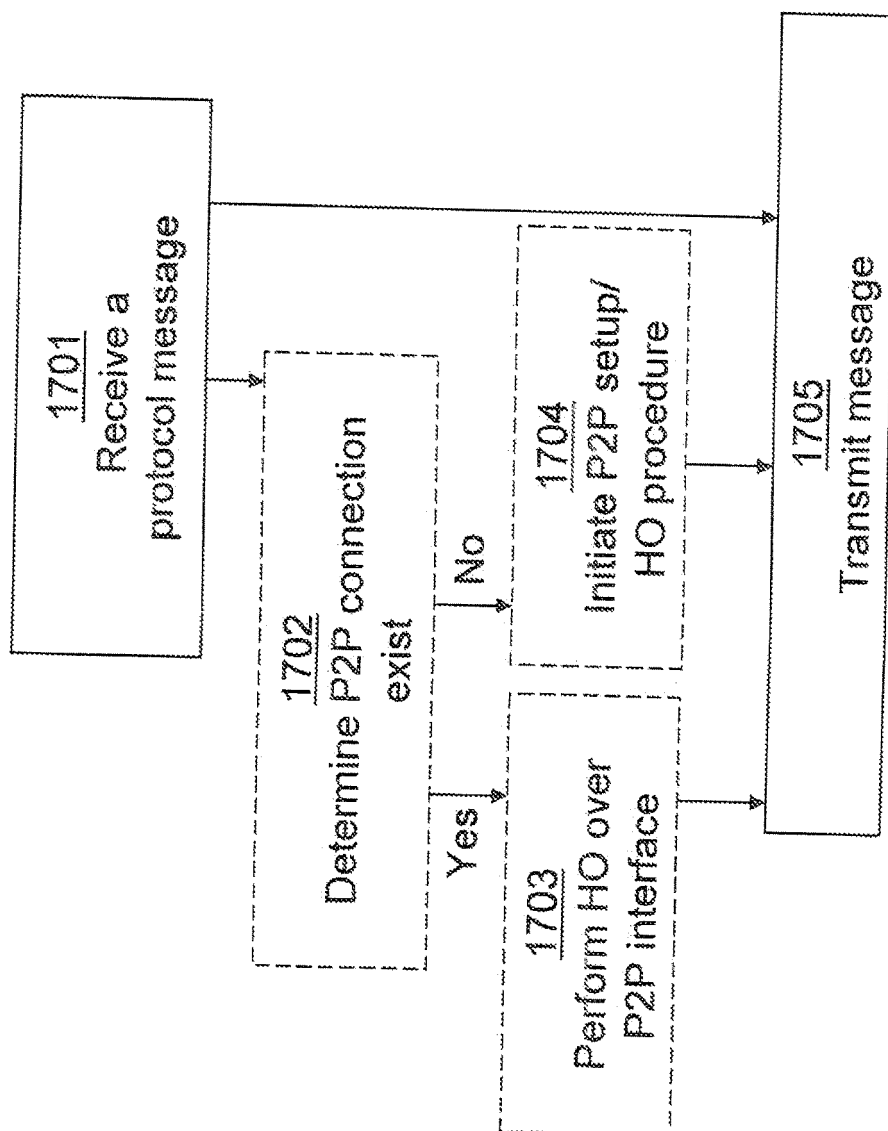 1701
Receive a
protocol message
1702
Determine P2P connection
exist
Yes
No
1703
Perform HO over
P2P interface
1704
Initiate P2P setup/
HO procedure
1705
Transmit message